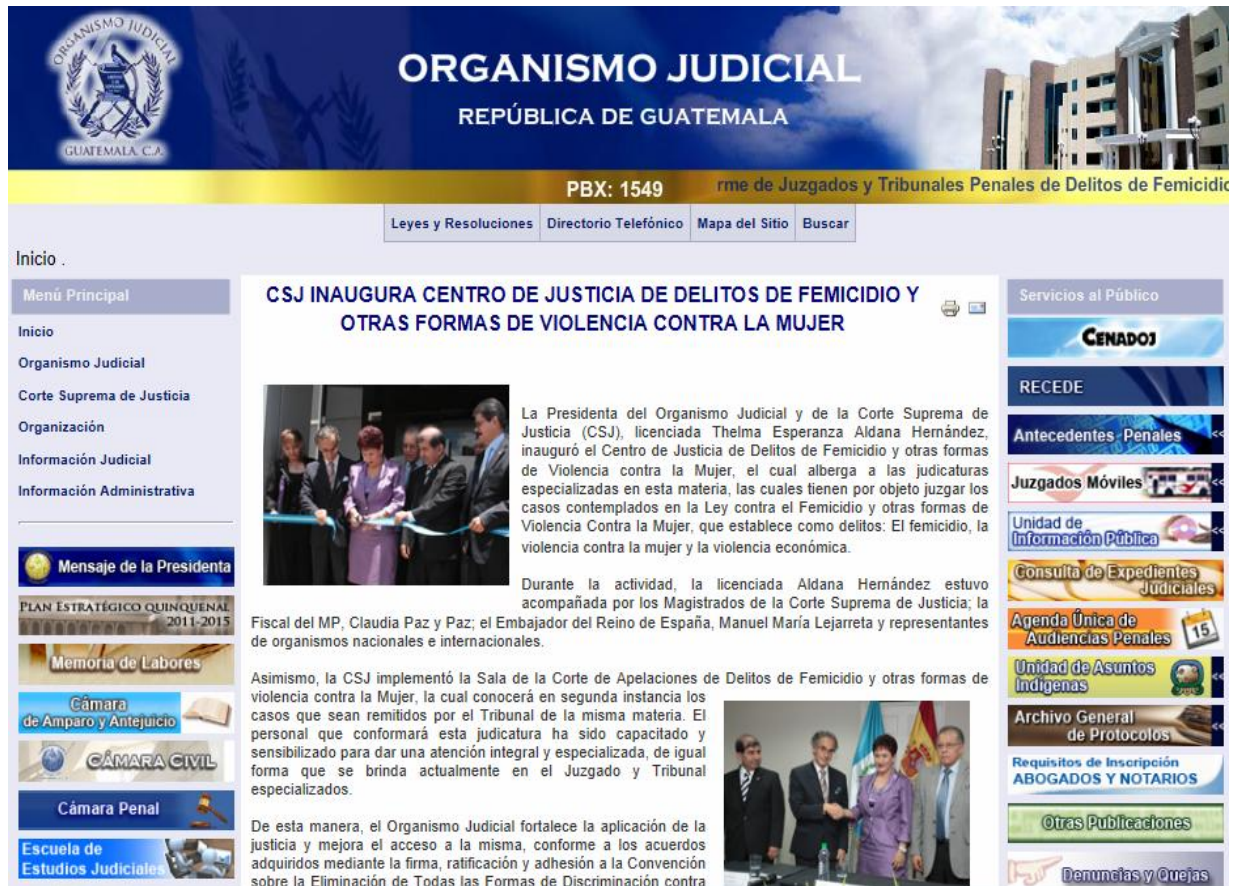 ORGANISMO JUDICIAL
GUATEMALA. C.A.
ORGANISMO JUDICIAL
REPÚBLICA DE GUATEMALA
PBX: 1549
rme de Juzgados y Tribunales Penales de Delitos de Femicidio
Leyes y Resoluciones
Directorio Telefónico
Mapa del Sitio
Buscar
Inicio .
Menú Principal
Inicio
Organismo Judicial
Corte Suprema de Justicia
Organización
Información Judicial
Información Administrativa
Mensaje de la Presidenta
PLAN ESTRATÉGICO QUINQUENAL
2011-2015
Memoria de Labores
Cámara
de Amparo y Antejuicio
CÁMARA CIVIL
Cámara Penal
Escuela de
Estudios Judiciales
CSJ INAUGURA CENTRO DE JUSTICIA DE DELITOS DE FEMICIDIO Y
OTRAS FORMAS DE VIOLENCIA CONTRA LA MUJER
La Presidenta del Organismo Judicial y de la Corte Suprema de
Justicia (CSJ), licenciada Thelma Esperanza Aldana Hernández,
inauguró el Centro de Justicia de Delitos de Femicidio y otras formas
de Violencia contra la Mujer, el cual alberga a las judicaturas
especializadas en esta materia, las cuales tienen por objeto juzgar los
casos contemplados en la Ley contra el Femicidio y otras formas de
Violencia Contra la Mujer, que establece como delitos: El femicidio, la
violencia contra la mujer y la violencia económica.
Durante la actividad, la licenciada Aldana Hernández estuvo
acompañada por los Magistrados de la Corte Suprema de Justicia; la
Fiscal del MP, Claudia Paz y Paz; el Embajador del Reino de España, Manuel María Lejarreta y representantes
de organismos nacionales e internacionales.
Asimismo, la CSJ implementó la Sala de la Corte de Apelaciones de Delitos de Femicidio y otras formas de
violencia contra la Mujer, la cual conocerá en segunda instancia los
casos que sean remitidos por el Tribunal de la misma materia. El
personal que conformará esta judicatura ha sido capacitado y
sensibilizado para dar una atención integral y especializada, de igual
forma que se brinda actualmente en el Juzgado y Tribunal
especializados.
De esta manera, el Organismo Judicial fortalece la aplicación de la
justicia y mejora el acceso a la misma, conforme a los acuerdos
adquiridos mediante la firma, ratificación y adhesión a la Convención
sobre la Eliminación de Todas las Formas de Discriminación contra
Servicios al Público
CENADOJ
RECEDE
Antecedentes Penales <<
Juzgados Móviles <<
Unidad de
Información Pública <<
Consulta de Expedientes
Judiciales
Agenda Única de
Audiencias Penales 15
Unidad de Asuntos
Indígenas <<
Archivo General
de Protocolos
Requisitos de Inscripción
ABOGADOS Y NOTARIOS
Otras Publicaciones
Denuncias y Quejas